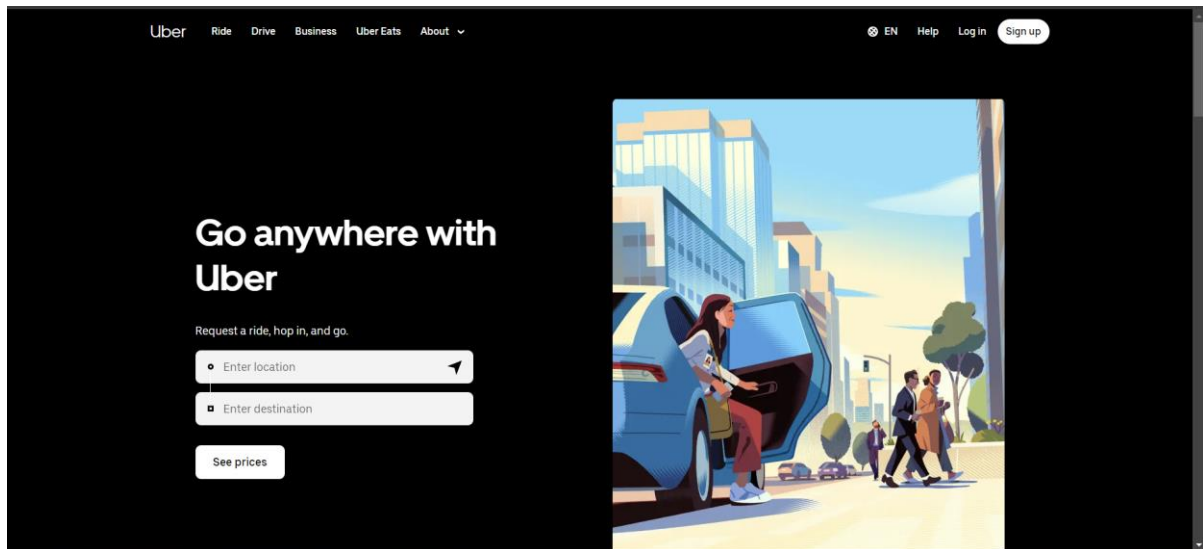 Uber Ride Drive Business Uber Eats About EN Help Log in Sign up
Go anywhere with
Uber
Request a ride, hop in, and go.
Enter location
Enter destination
See prices